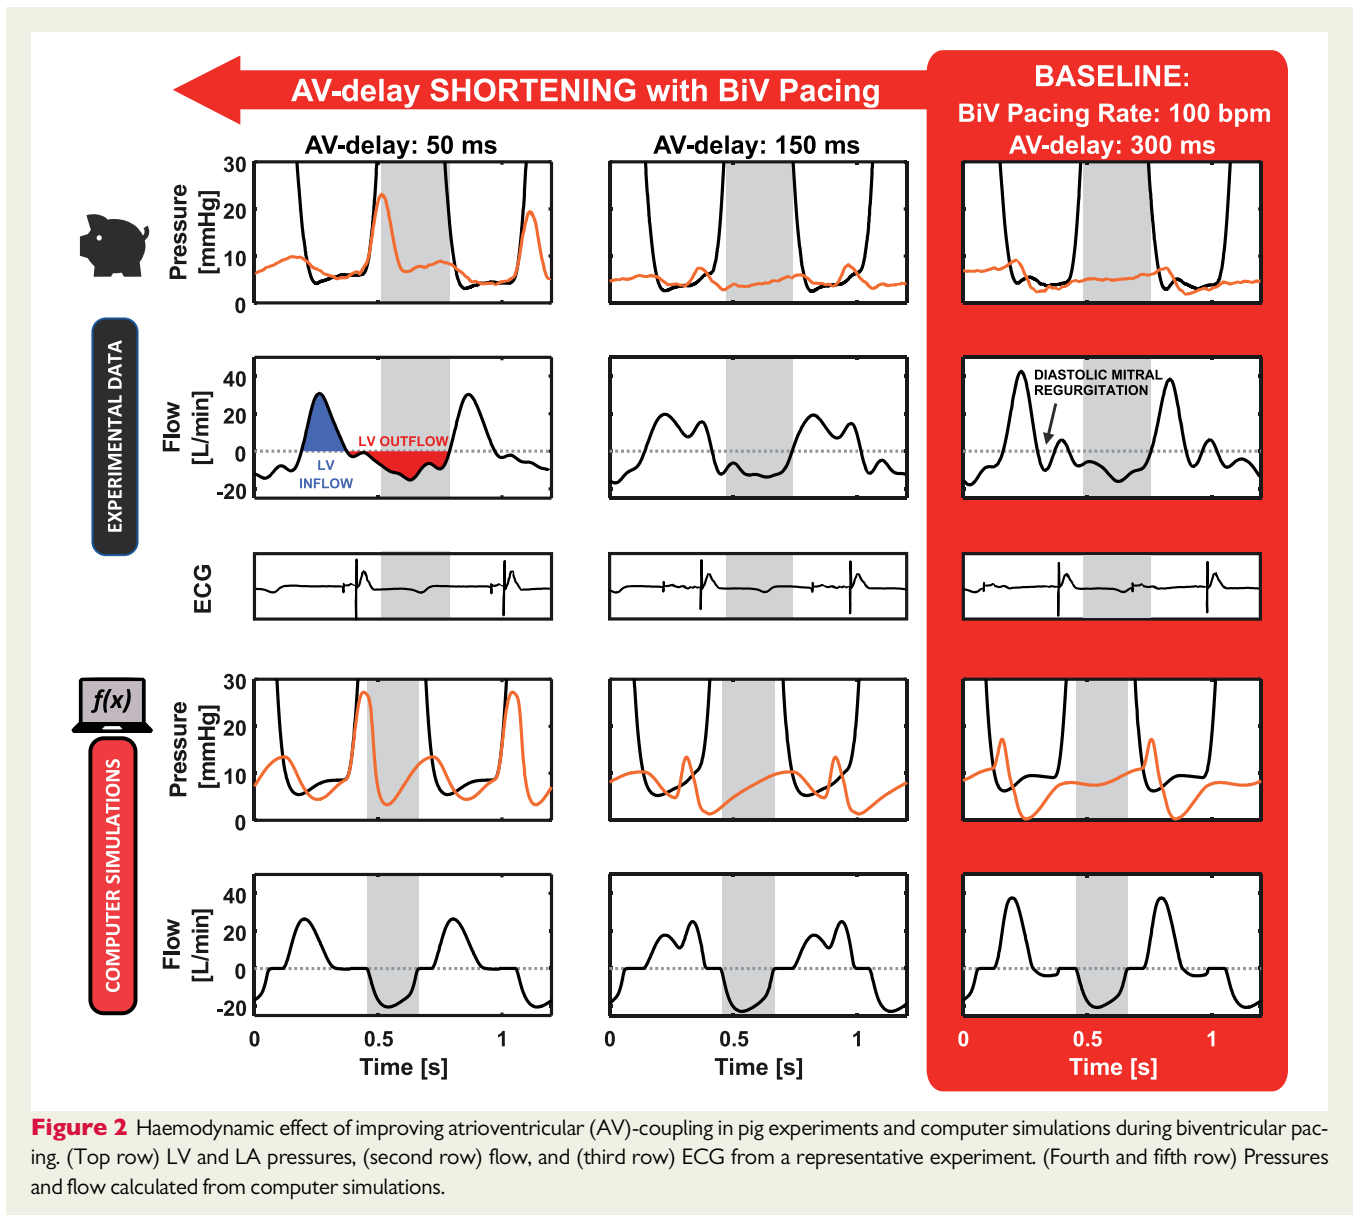 AV-delay SHORTENING with BiV Pacing
BASELINE:
BiV Pacing Rate: 100 bpm
AV-delay: 50 ms
AV-delay: 150 ms
AV-delay: 300 ms
EXPERIMENTAL DATA
Pressure
[mmHg]
30
20
10
0
Flow
[L/min]
40
20
0
-20
LV OUTFLOW
LV
INFLOW
DIASTOLIC MITRAL
REGURGITATION
ECG
f(x)
COMPUTER SIMULATIONS
Pressure
[mmHg]
30
20
10
0
Flow
[L/min]
40
20
0
-20
0 0.5 1
Time [s]
0 0.5 1
Time [s]
0 0.5 1
Time [s]
Figure 2 Haemodynamic effect of improving atrioventricular (AV)-coupling in pig experiments and computer simulations during biventricular pac-
ing. (Top row) LV and LA pressures, (second row) flow, and (third row) ECG from a representative experiment. (Fourth and fifth row) Pressures
and flow calculated from computer simulations.